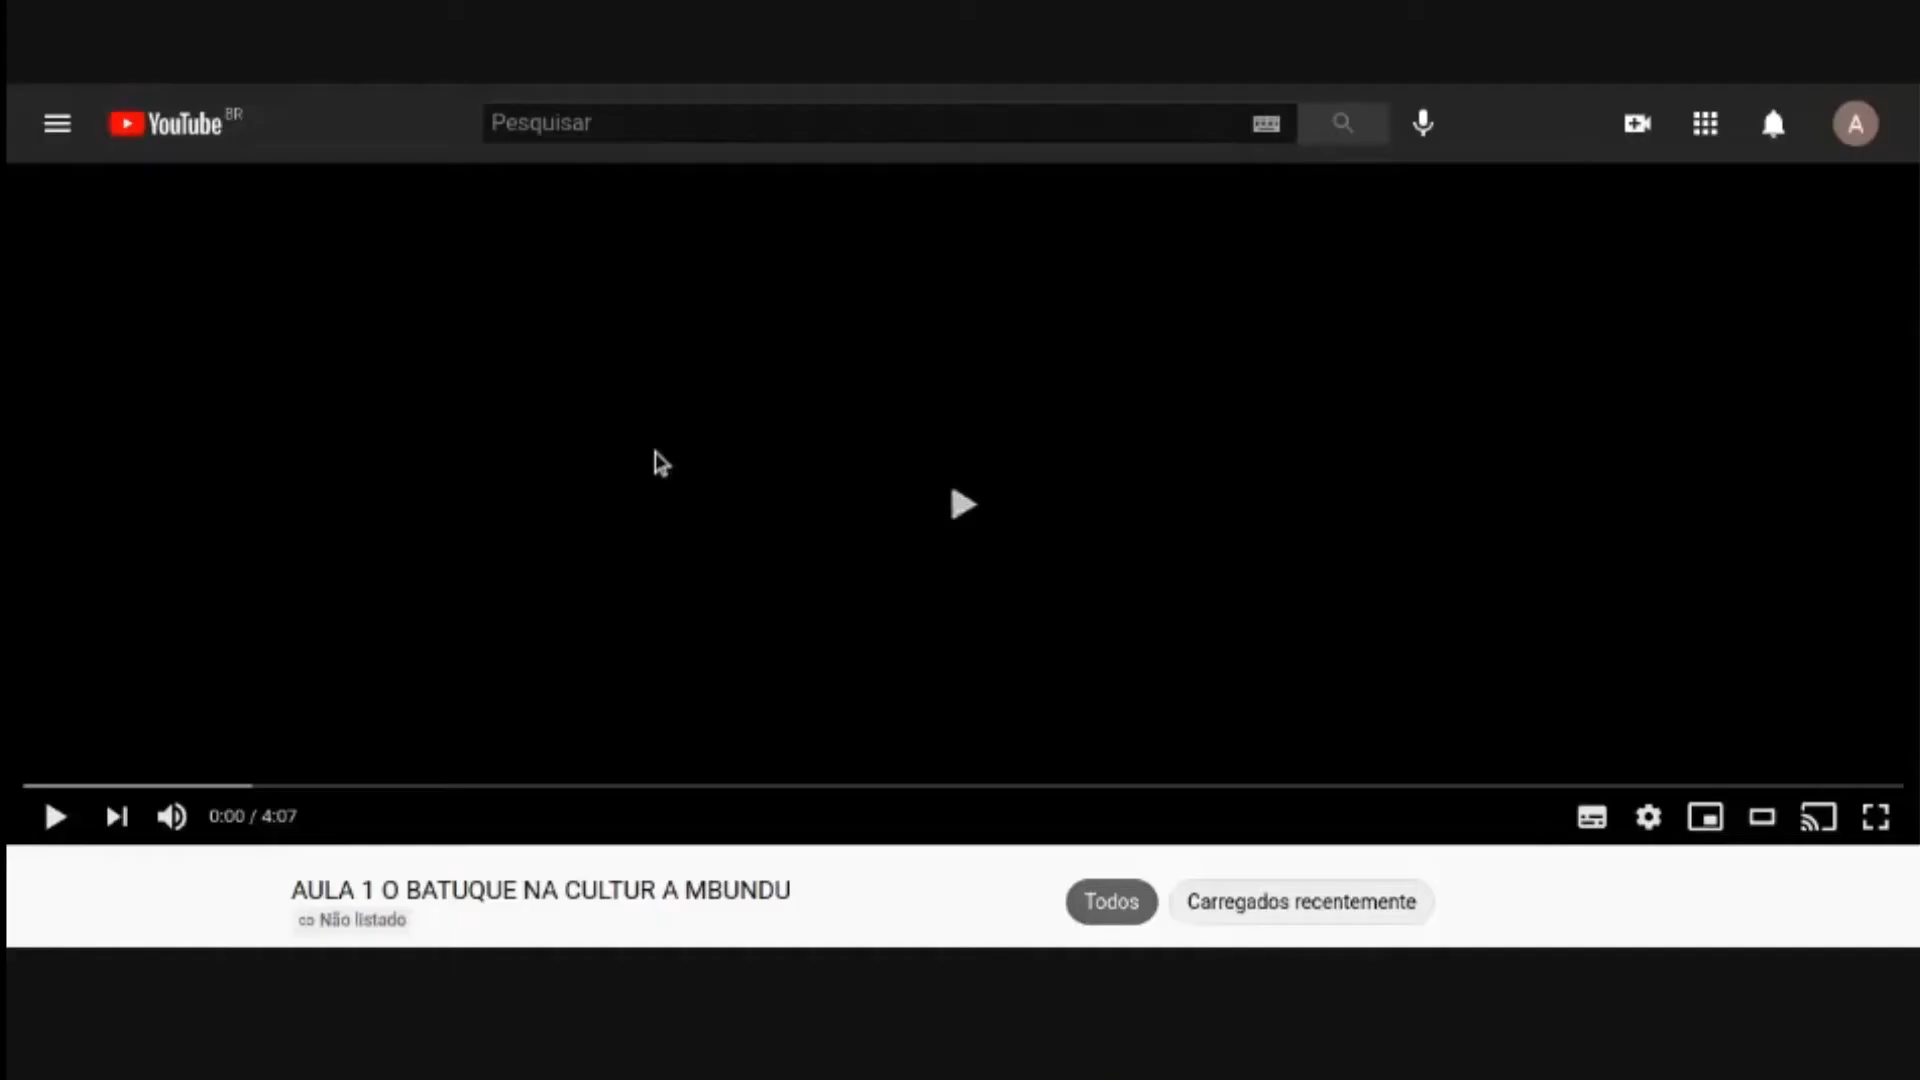 YouTube BR
Pesquisar
A
0:00 / 4:07
AULA 1 O BATUQUE NA CULTUR A MBUNDU
Não listado
Todos
Carregados recentemente